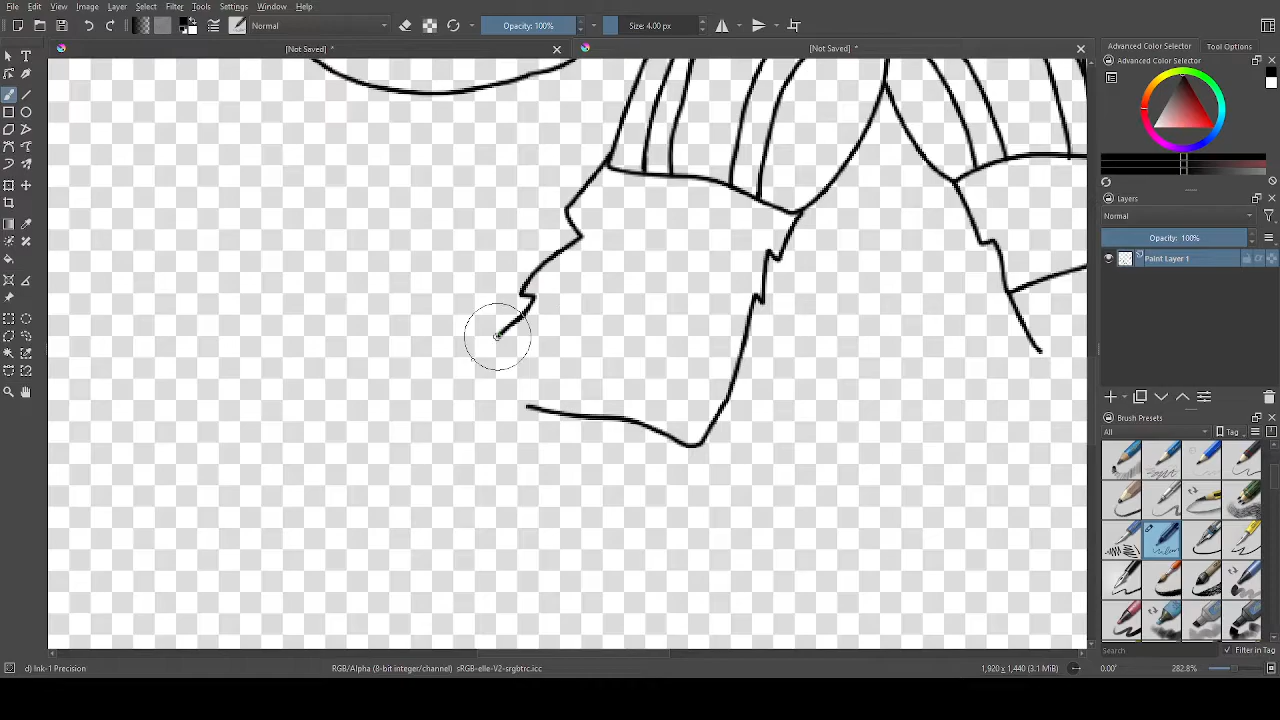 File Edit View Image Layer Select Filter Tools Settings Window Help
Normal
Opacity: 100%
Size: 4.00 px
[Not Saved] *
[Not Saved] *
Advanced Color Selector
Tool Options
Advanced Color Selector
Layers
Normal
Opacity: 100%
Paint Layer 1
Brush Presets
All
Tag
Search
Filter in Tag
d) Ink-1 Precision
RGB/Alpha (8-bit integer/channel) sRGB-elle-V2-srgbtrc.icc
1,920 x 1,440 (3.1 MiB)
0.00°
282.8%